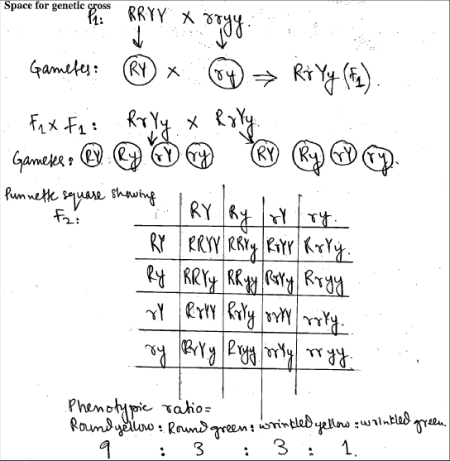 Space for genetic cross
P1: RRYY × rryy.
Gametes: RY × ry ⇒ RrYy (F1).
F1 × F1: RrYy × RrYy
Gametes: RY Ry rY ry RY Ry rY ry.
Punnette square showing
F2:
RY Ry rY ry.
RY RRYY RRYy RrYY RrYy.
Ry RRYy RRyy RrYy Rryy
rY RrYY RrYy rrYY rrYy.
ry RrYy Rryy rrYy rryy.
Phenotypic ratio=
Round yellow: Round green: wrinkled yellow: wrinkled green.
9 : 3 : 3 : 1.